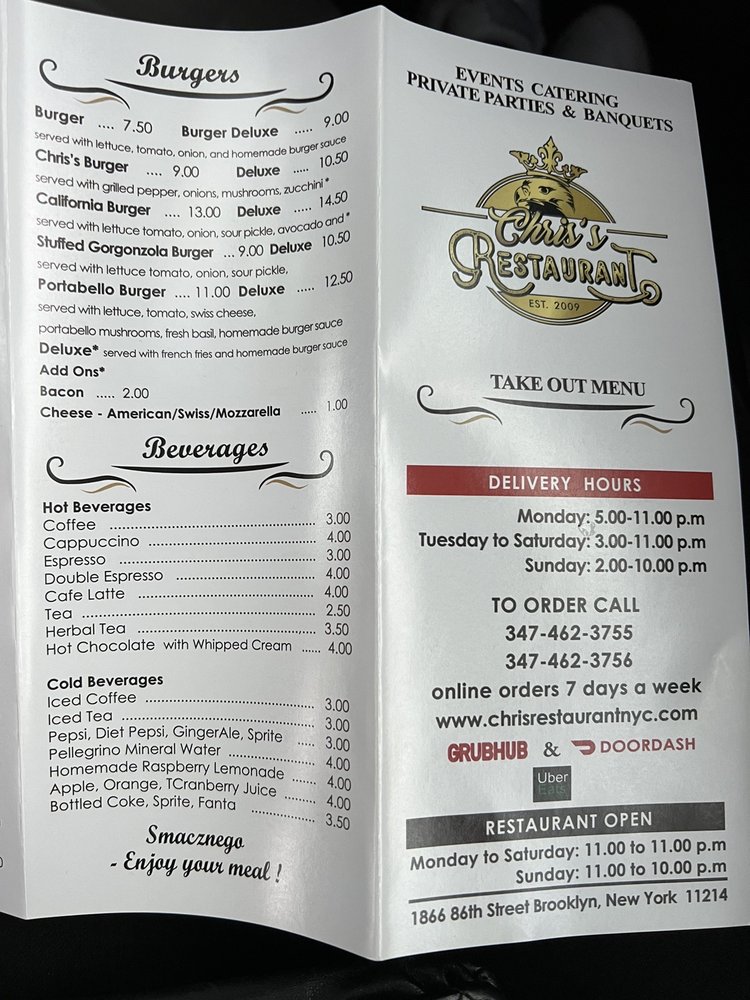 Burgers
Burger .... 7.50 Burger Deluxe ..... 9.00
served with lettuce, tomato, onion, and homemade burger sauce
Chris's Burger .... 9.00 Deluxe ..... 10.50
served with grilled pepper, onions, mushrooms, zucchini *
California Burger .... 13.00 Deluxe ..... 14.50
served with lettuce tomato, onion, sour pickle, avocado and *
Stuffed Gorgonzola Burger ... 9.00 Deluxe 10.50
served with lettuce tomato, onion, sour pickle,
Portabello Burger .... 11.00 Deluxe ..... 12.50
served with lettuce, tomato, swiss cheese,
portabello mushrooms, fresh basil, homemade burger sauce
Deluxe* served with french fries and homemade burger sauce
Add Ons*
Bacon ..... 2.00
Cheese - American/Swiss/Mozzarella ..... 1.00
Beverages
Hot Beverages
Coffee ..... 3.00
Cappuccino ..... 4.00
Espresso ..... 3.00
Double Espresso ..... 4.00
Cafe Latte ..... 4.00
Tea ..... 2.50
Herbal Tea ..... 3.50
Hot Chocolate with Whipped Cream ..... 4.00
Cold Beverages
Iced Coffee ..... 3.00
Iced Tea ..... 3.00
Pepsi, Diet Pepsi, GingerAle, Sprite ..... 3.00
Pellegrino Mineral Water ..... 4.00
Homemade Raspberry Lemonade ..... 4.00
Apple, Orange, TCranberry Juice ..... 4.00
Bottled Coke, Sprite, Fanta ..... 3.50
Smacznego
- Enjoy your meal !
EVENTS CATERING
PRIVATE PARTIES & BANQUETS
Chris's
RESTAURANT
EST. 2009
TAKE OUT MENU
DELIVERY HOURS
Monday: 5.00-11.00 p.m
Tuesday to Saturday: 3.00-11.00 p.m
Sunday: 2.00-10.00 p.m
TO ORDER CALL
347-462-3755
347-462-3756
online orders 7 days a week
www.chrisrestaurantnyc.com
GRUBHUB & DOORDASH
Uber
Eats
RESTAURANT OPEN
Monday to Saturday: 11.00 to 11.00 p.m
Sunday: 11.00 to 10.00 p.m
1866 86th Street Brooklyn, New York 11214